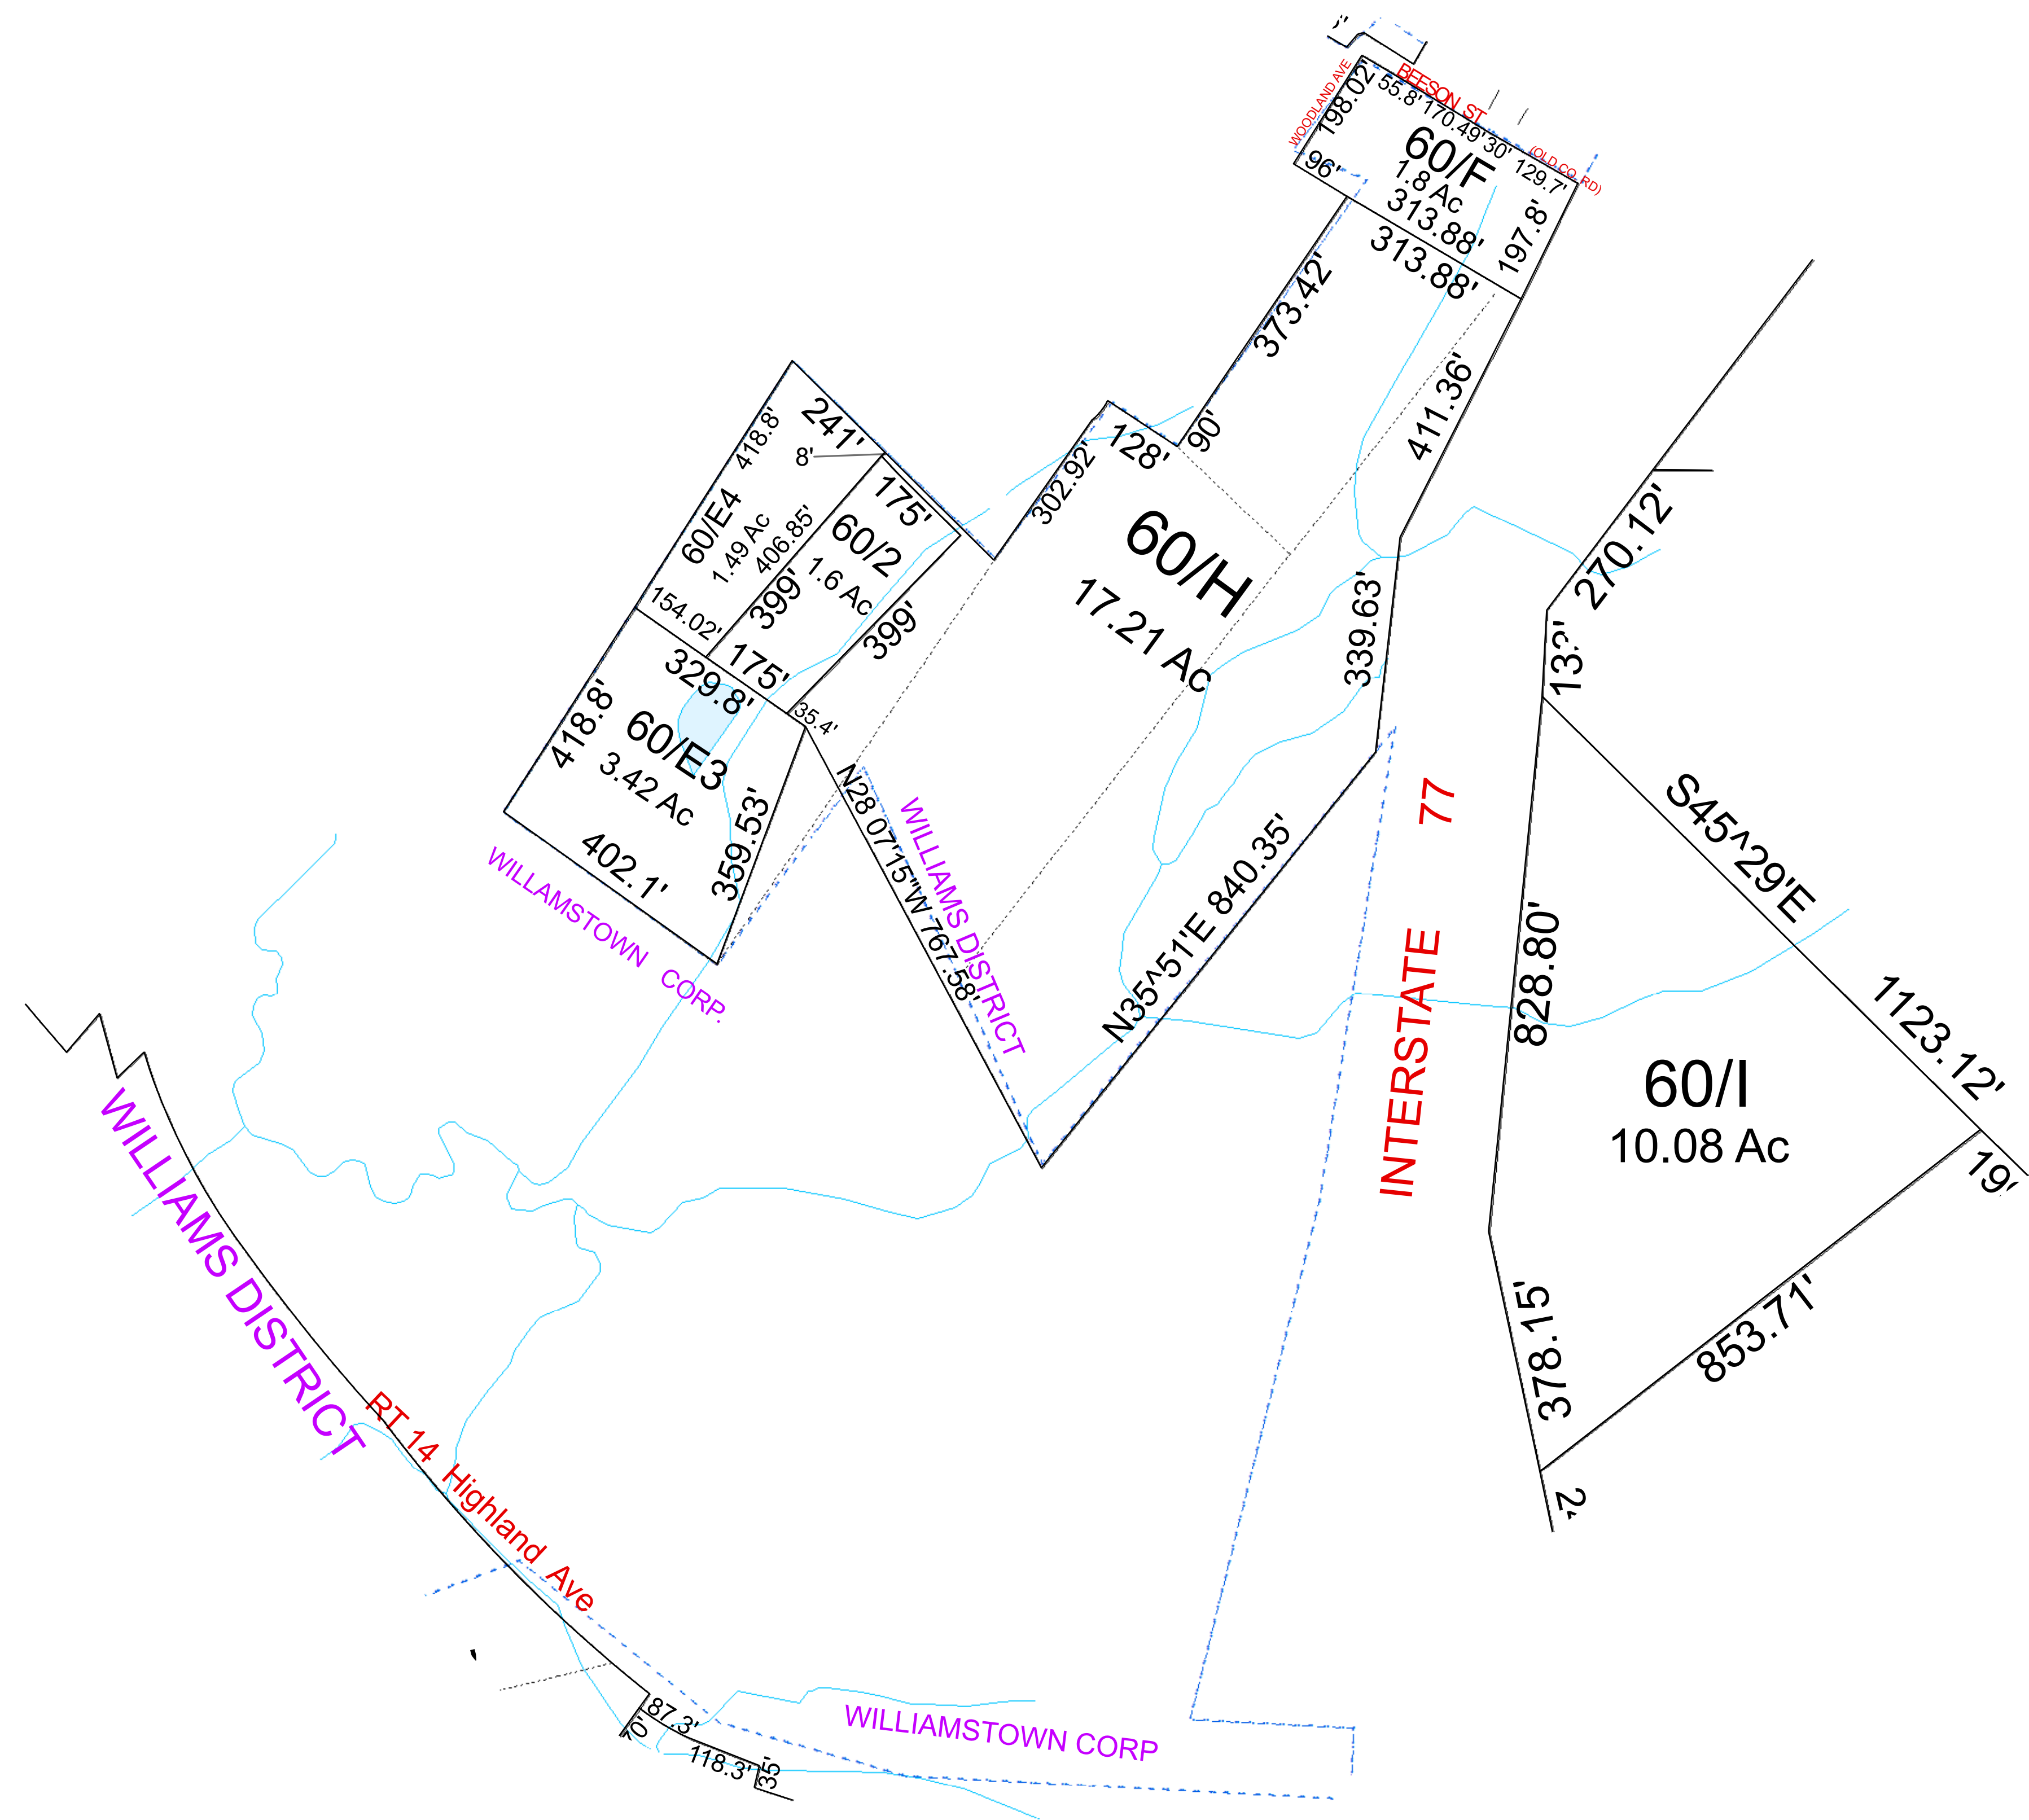 WOODLAND AVE
BEESON ST
(OLD CO RD)
198.02'
55.8'
170.49'
30'
129.7'
60/F
1.8 Ac
96'
313.88'
197.8'
313.88'
373.42'
411.36'
90'
128'
302.92'
241'
418.8'
8'
175'
60/E4
1.49 Ac
406.85'
60/2
1.6 Ac
399'
399'
154.02'
175'
35.4'
60/H
17.21 Ac
339.63'
270.12'
329.8'
418.8'
60/E3
3.42 Ac
359.53'
402.1'
WILLAMSTOWN CORP.
N28 07'15"W 767.58'
WILLIAMS DISTRICT
N35^51'E 840.35'
INTERSTATE 77
S45^29'E
1123.12'
828.80'
60/I
10.08 Ac
378.15'
853.71'
WILLIAMS DISTRICT
RT 14 Highland Ave
87.3'
118.3'
35'
WILLIAMSTOWN CORP